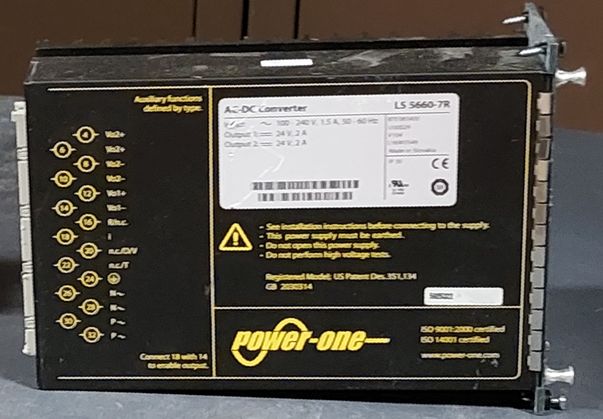 Auxiliary functions
defined by type.
4 Vo2+
6 Vo2+
8 Vo2-
10 Vo2-
12 Vo1+
14 Vo1-
16 R/n.c.
18 i
20 n.c./D/V
22 n.c./T
24
26 N~
28 N~
30 P~
32 P~
Connect 18 with 14
to enable output.
AC-DC Converter LS 5660-7R
~ 100 - 240 V, 1.5 A, 50 - 60 Hz
Output 1: 24 V, 2 A
Output 2: 24 V, 2 A
Made in Slovakia
IP 30 CE
- See installation instructions before connecting to the supply.
- This power supply must be earthed.
- Do not open this power supply.
- Do not perform high voltage tests.
Registered Model; US Patent Des. 351,134
GB 2030314
power-one
ISO 9001:2000 certified
ISO 14001 certified
www.power-one.com